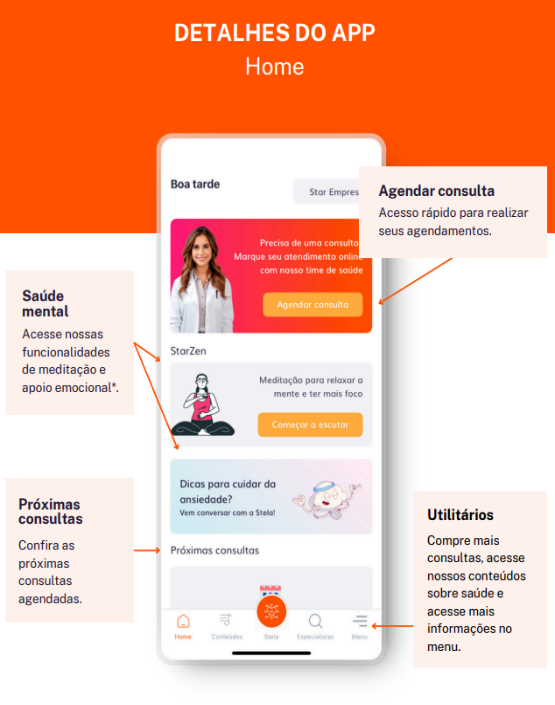 DETALHES DO APP
Home
Boa tarde
Star Empres
Agendar consulta
Acesso rápido para realizar
seus agendamentos.
Precisa de uma consulta
Marque seu atendimento online
com nosso time de saúde
Agendar consulta
Saúde
mental
Acesse nossas
funcionalidades
de meditação e
apoio emocional*.
StarZen
Meditação para relaxar a
mente e ter mais foco
Começar a escutar
Dicas para cuidar da
ansiedade?
Vem conversar com a Stela!
Próximas
consultas
Confira as
próximas
consultas
agendadas.
Próximas consultas
Utilitários
Compre mais
consultas, acesse
nossos conteúdos
sobre saúde e
acesse mais
informações no
menu.
Home
Conteúdos
Stela
Especialistas
Menu